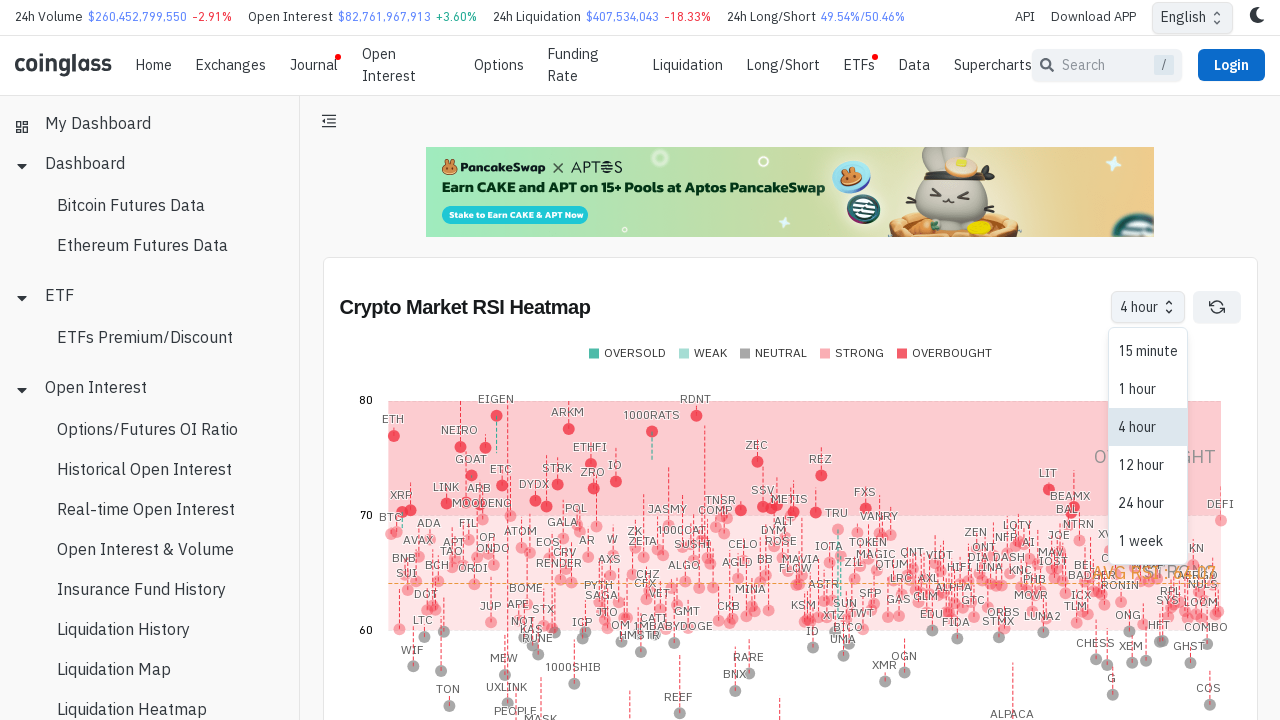 24h Volume $260,452,799,550 -2.91% Open Interest $82,761,967,913 +3.60% 24h Liquidation $407,534,043 -18.33% 24h Long/Short 49.54%/50.46% API Download APP English
coinglass Home Exchanges Journal Open Interest Options Funding Rate Liquidation Long/Short ETFs Data Supercharts Search / Login
My Dashboard
Dashboard
Bitcoin Futures Data
Ethereum Futures Data
ETF
ETFs Premium/Discount
Open Interest
Options/Futures OI Ratio
Historical Open Interest
Real-time Open Interest
Open Interest & Volume
Insurance Fund History
Liquidation History
Liquidation Map
Liquidation Heatmap
PancakeSwap × APTOS
Earn CAKE and APT on 15+ Pools at Aptos PancakeSwap
Stake to Earn CAKE & APT Now
Crypto Market RSI Heatmap
4 hour
15 minute
1 hour
4 hour
12 hour
24 hour
1 week
OVERSOLD WEAK NEUTRAL STRONG OVERBOUGHT
80
EIGEN RDNT
ETH ARKM 1000RATS
NEIRO
ETHFI ZEC
GOAT ETC STRK ZRO IO REZ LIT
XRP LINK ARB DYDX SSV FXS BEAMX
MOODENG METIS DEFI
POL JASMY TNSR COMP BAL
70
BTC ADA FIL GALA ALT TRU VANRY NTRN
AVAX APT OP ATOM EOS AR W ZK ZETA 1000CAT SUSHI CELO DYM ROSE IOTA TOKEN ZEN LQTY JOE
BNB TAO ONDO CRV AXS BB MAVIA MAGIC QNT VIDT ONT NFP AI KN
SUI BCH ORDI RENDER CHZ ALGO AGLD FLOW ZIL QTUM HIFI LINA DIA DASH MAV IOST BEL
DOT BOME PYTH CFX VET MINA ASTR LRC AXL ALPHA KNC PHB BADGER RONIN NULS
JUP APE STX SAGA JTO GMT CKB KSM SUN SFP GAS GLM GTC MOVR ICX TLM RPL SYS LOOM
60
LTC NOT ICP OM CATI 1MBABYDOGE ID XTZ TWT EDU FIDA ORBS STMX LUNA2 ONG HFT COMBO
WIF KAS RUNE HMSTR UMA BICO CHESS XEM GHST
MEW 1000SHIB RARE XMR OGN
TON UXLINK REEF BNX G COS
PEOPLE MASK ALPACA